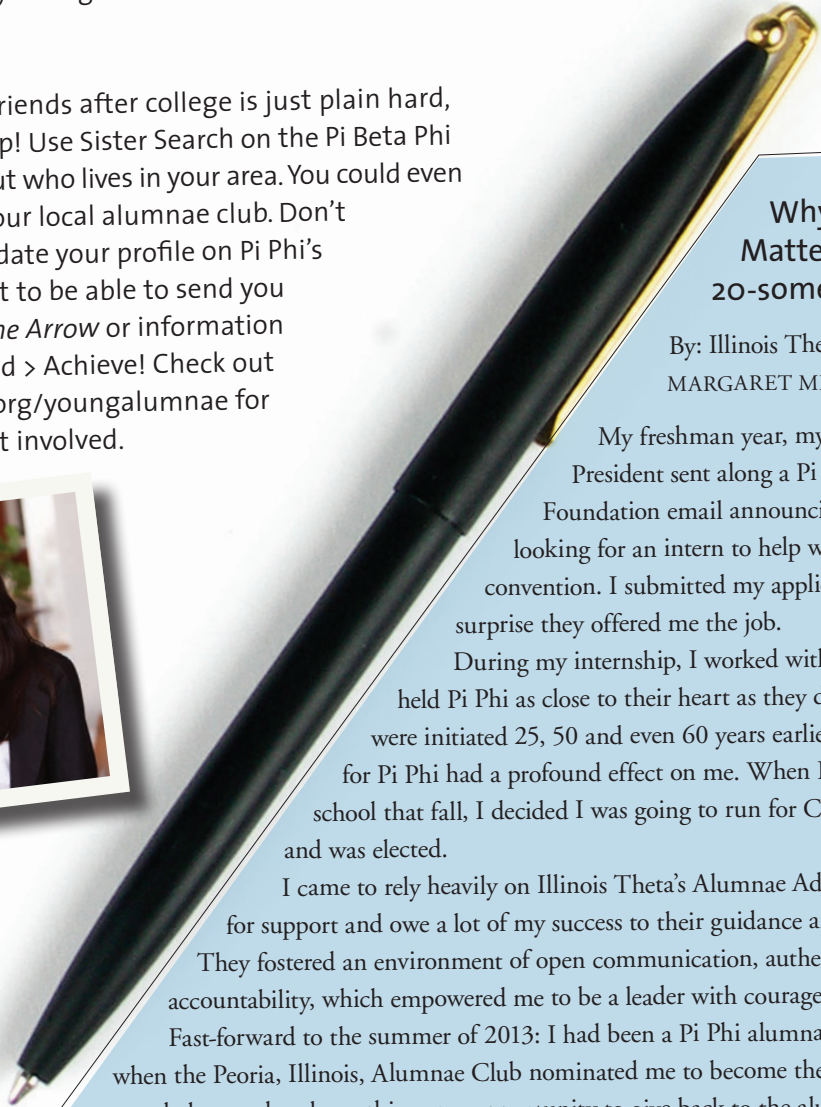 riends after college is just plain hard,
p! Use Sister Search on the Pi Beta Phi
ut who lives in your area. You could even
our local alumnae club. Don't
date your profile on Pi Phi's
t to be able to send you
ne Arrow or information
d > Achieve! Check out
org/youngalumnae for
t involved.
Why
Matte
20-some
By: Illinois The
MARGARET M
My freshman year, my
President sent along a Pi
Foundation email announci
looking for an intern to help w
convention. I submitted my appli
surprise they offered me the job.
During my internship, I worked with
held Pi Phi as close to their heart as they
were initiated 25, 50 and even 60 years earlie
for Pi Phi had a profound effect on me. When I
school that fall, I decided I was going to run for C
and was elected.
I came to rely heavily on Illinois Theta's Alumnae Ad
for support and owe a lot of my success to their guidance a
They fostered an environment of open communication, authe
accountability, which empowered me to be a leader with courage
Fast-forward to the summer of 2013: I had been a Pi Phi alumna
when the Peoria, Illinois, Alumnae Club nominated me to become the